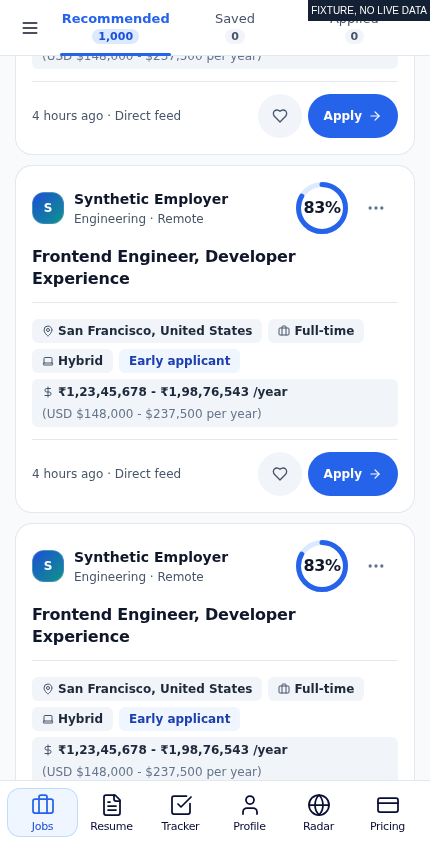 FIXTURE, NO LIVE DATA
Recommended
1,000
Saved
0
Applied
0
(USD $148,000 - $237,500 per year)
4 hours ago · Direct feed
Apply
S
Synthetic Employer
Engineering · Remote
83%
Frontend Engineer, Developer
Experience
San Francisco, United States
Full-time
Hybrid
Early applicant
$ ₹1,23,45,678 - ₹1,98,76,543 /year
(USD $148,000 - $237,500 per year)
4 hours ago · Direct feed
Apply
S
Synthetic Employer
Engineering · Remote
83%
Frontend Engineer, Developer
Experience
San Francisco, United States
Full-time
Hybrid
Early applicant
$ ₹1,23,45,678 - ₹1,98,76,543 /year
(USD $148,000 - $237,500 per year)
Jobs
Resume
Tracker
Profile
Radar
Pricing